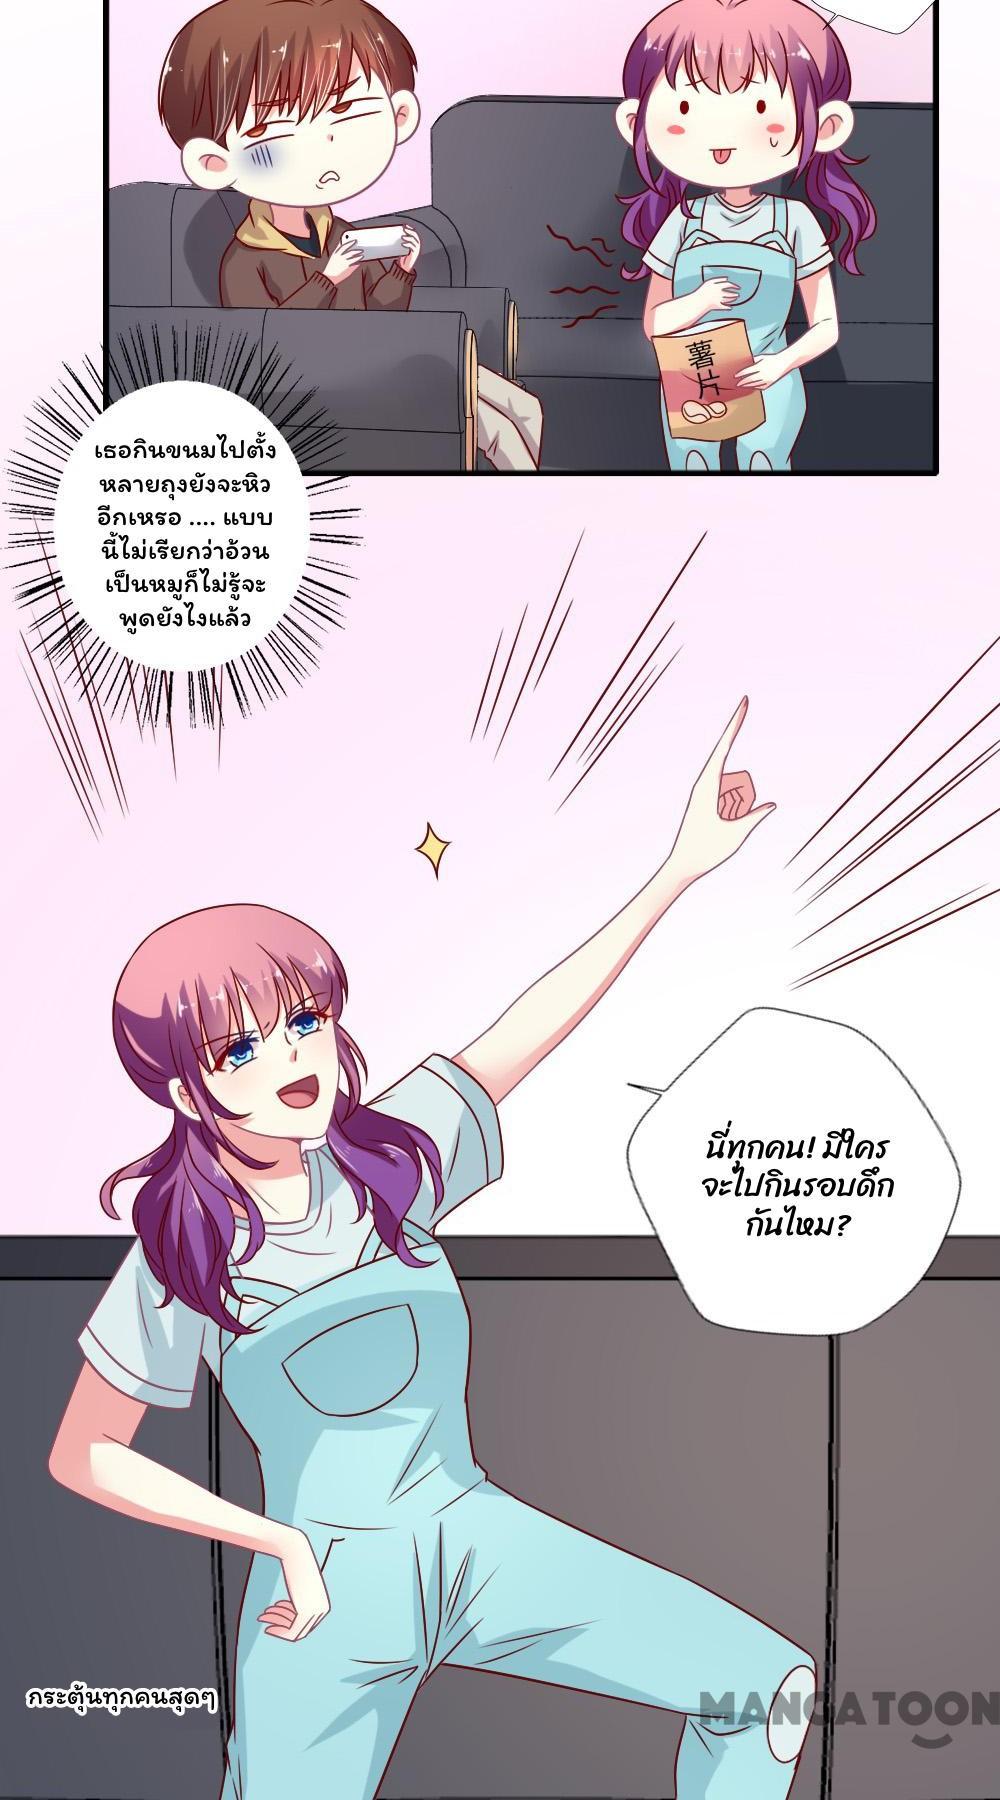 薯
片
เธอกินขนมไปตั้ง
หลายถุงยังจะหิว
อีกเหรอ .... แบบ
นี้ไม่เรียกว่าอ้วน
เป็นหมูก็ไม่รู้จะ
พูดยังไงแล้ว
นี่ทุกคน! มีใคร
จะไปกินรอบดึก
กันไหม?
กระตุ้นทุกคนสุดๆ
MANGATOON